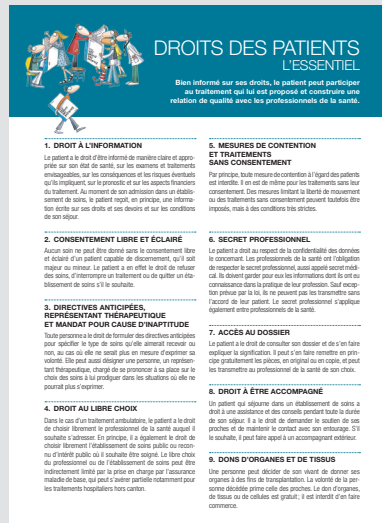 DROITS DES PATIENTS
L'ESSENTIEL
Bien informé sur ses droits, le patient peut participer
au traitement qui lui est proposé et construire une
relation de qualité avec les professionnels de la santé.
1. DROIT À L'INFORMATION
Le patient a le droit d'être informé de manière claire et appro-
priée sur son état de santé, sur les examens et traitements
envisageables, sur les conséquences et les risques éventuels
qu'ils impliquent, sur le pronostic et sur les aspects financiers
du traitement. Au moment de son admission dans un établis-
sement de soins, le patient reçoit, en principe, une infor-
mation écrite sur ses droits et ses devoirs et sur les conditions
de son séjour.
2. CONSENTEMENT LIBRE ET ÉCLAIRÉ
Aucun soin ne peut être donné sans le consentement libre
et éclairé d'un patient capable de discernement, qu'il soit
majeur ou mineur. Le patient a en effet le droit de refuser
des soins, d'interrompre un traitement ou de quitter un éta-
blissement de soins s'il le souhaite.
3. DIRECTIVES ANTICIPÉES,
REPRÉSENTANT THÉRAPEUTIQUE
ET MANDAT POUR CAUSE D'INAPTITUDE
Toute personne a le droit de formuler des directives anticipées
pour spécifier le type de soins qu'elle aimerait recevoir ou
non, au cas où elle ne serait plus en mesure d'exprimer sa
volonté. Elle peut aussi désigner une personne, un représen-
tant thérapeutique, chargé de se prononcer à sa place sur le
choix des soins à lui prodiguer dans les situations où elle ne
pourrait plus s'exprimer.
4. DROIT AU LIBRE CHOIX
Dans le cas d'un traitement ambulatoire, le patient a le droit
de choisir librement le professionnel de la santé auquel il
souhaite s'adresser. En principe, il a également le droit de
choisir librement l'établissement de soins public ou recon-
nu d'intérêt public où il souhaite être soigné. Le libre choix
du professionnel ou de l'établissement de soins peut être
indirectement limité par la prise en charge par l'assurance
maladie de base, qui peut s'avérer partielle notamment pour
les traitements hospitaliers hors canton.
5. MESURES DE CONTENTION
ET TRAITEMENTS
SANS CONSENTEMENT
Par principe, toute mesure de contention à l'égard des patients
est interdite. Il en est de même pour les traitements sans leur
consentement. Des mesures limitant la liberté de mouvement
ou des traitements sans consentement peuvent toutefois être
imposés, mais à des conditions très strictes.
6. SECRET PROFESSIONNEL
Le patient a droit au respect de la confidentialité des données
le concernant. Les professionnels de la santé ont l'obligation
de respecter le secret professionnel, aussi appelé secret médi-
cal. Ils doivent garder pour eux les informations dont ils ont eu
connaissance dans la pratique de leur profession. Sauf excep-
tion prévue par la loi, ils ne peuvent pas les transmettre sans
l'accord de leur patient. Le secret professionnel s'applique
également entre professionnels de la santé.
7. ACCÈS AU DOSSIER
Le patient a le droit de consulter son dossier et de s'en faire
expliquer la signification. Il peut s'en faire remettre en prin-
cipe gratuitement les pièces, en original ou en copie, et peut
les transmettre au professionnel de la santé de son choix.
8. DROIT À ÊTRE ACCOMPAGNÉ
Un patient qui séjourne dans un établissement de soins a
droit à une assistance et des conseils pendant toute la durée
de son séjour. Il a le droit de demander le soutien de ses
proches et de maintenir le contact avec son entourage. S'il
le souhaite, il peut faire appel à un accompagnant extérieur.
9. DONS D'ORGANES ET DE TISSUS
Une personne peut décider de son vivant de donner ses
organes à des fins de transplantation. La volonté de la per-
sonne décédée prime celle des proches. Le don d'organes,
de tissus ou de cellules est gratuit ; il est interdit d'en faire
commerce.